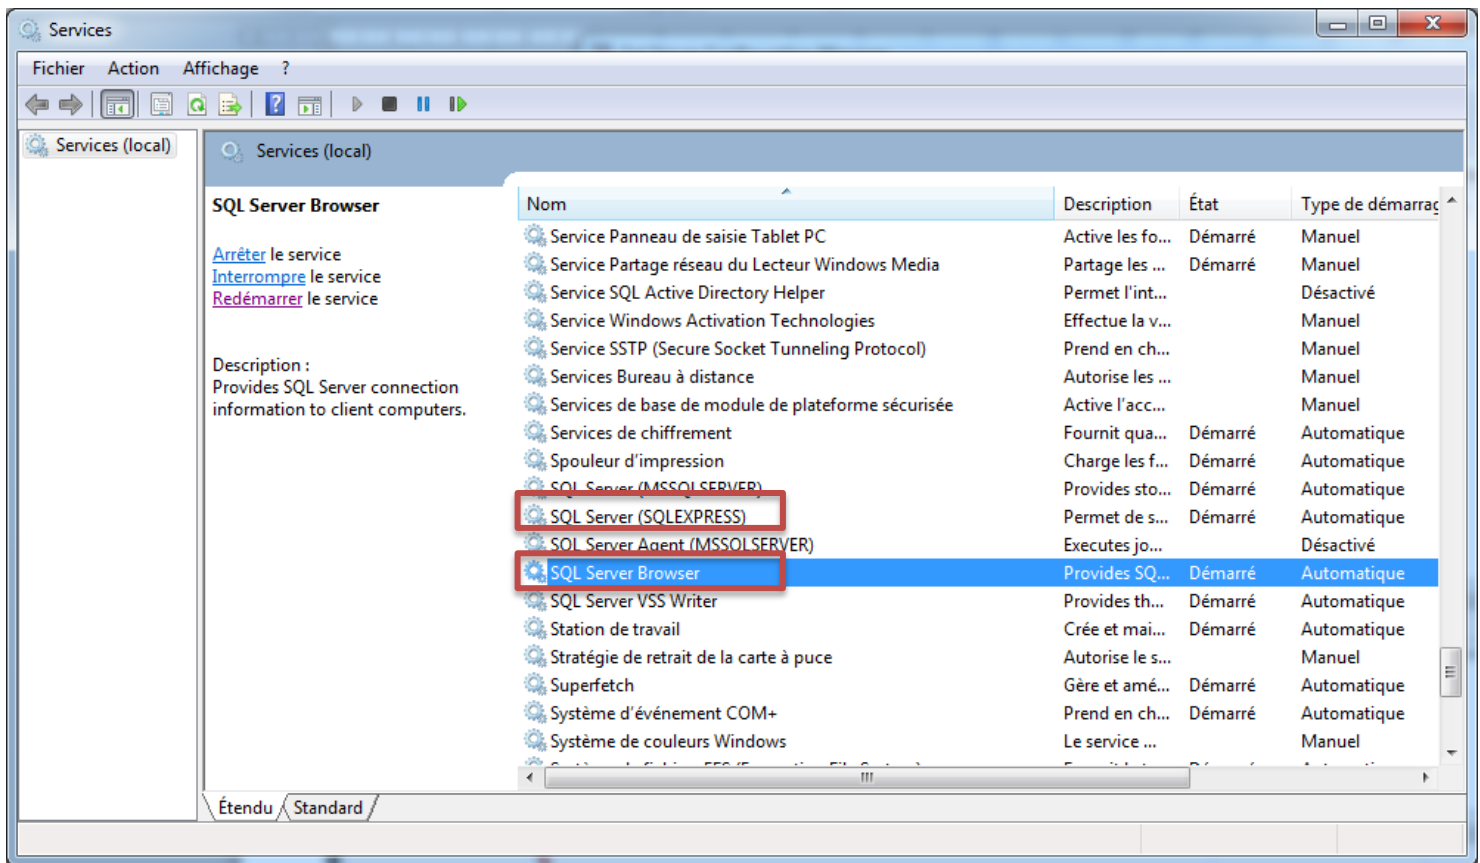 Services
Fichier Action Affichage ?
Services (local)
Services (local)
SQL Server Browser
Arrêter le service
Interrompre le service
Redémarrer le service
Description :
Provides SQL Server connection
information to client computers.
Nom Description État Type de démarrag
Service Panneau de saisie Tablet PC Active les fo... Démarré Manuel
Service Partage réseau du Lecteur Windows Media Partage les ... Démarré Manuel
Service SQL Active Directory Helper Permet l'int... Désactivé
Service Windows Activation Technologies Effectue la v... Manuel
Service SSTP (Secure Socket Tunneling Protocol) Prend en ch... Manuel
Services Bureau à distance Autorise les ... Manuel
Services de base de module de plateforme sécurisée Active l'acc... Manuel
Services de chiffrement Fournit qua... Démarré Automatique
Spouleur d'impression Charge les f... Démarré Automatique
SQL Server (MSSQLSERVER) Provides sto... Démarré Automatique
SQL Server (SQLEXPRESS) Permet de s... Démarré Automatique
SQL Server Agent (MSSQLSERVER) Executes jo... Désactivé
SQL Server Browser Provides SQ... Démarré Automatique
SQL Server VSS Writer Provides th... Démarré Automatique
Station de travail Crée et mai... Démarré Automatique
Stratégie de retrait de la carte à puce Autorise le s... Manuel
Superfetch Gère et amé... Démarré Automatique
Système d'événement COM+ Prend en ch... Démarré Automatique
Système de couleurs Windows Le service ... Manuel
Étendu Standard